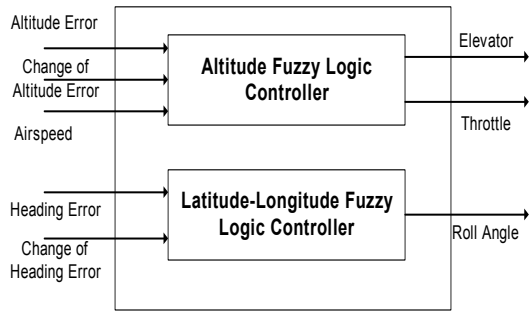 Altitude Error
Change of
Altitude Error
Airspeed
Altitude Fuzzy Logic
Controller
Elevator
Throttle
Heading Error
Change of
Heading Error
Latitude-Longitude Fuzzy
Logic Controller
Roll Angle